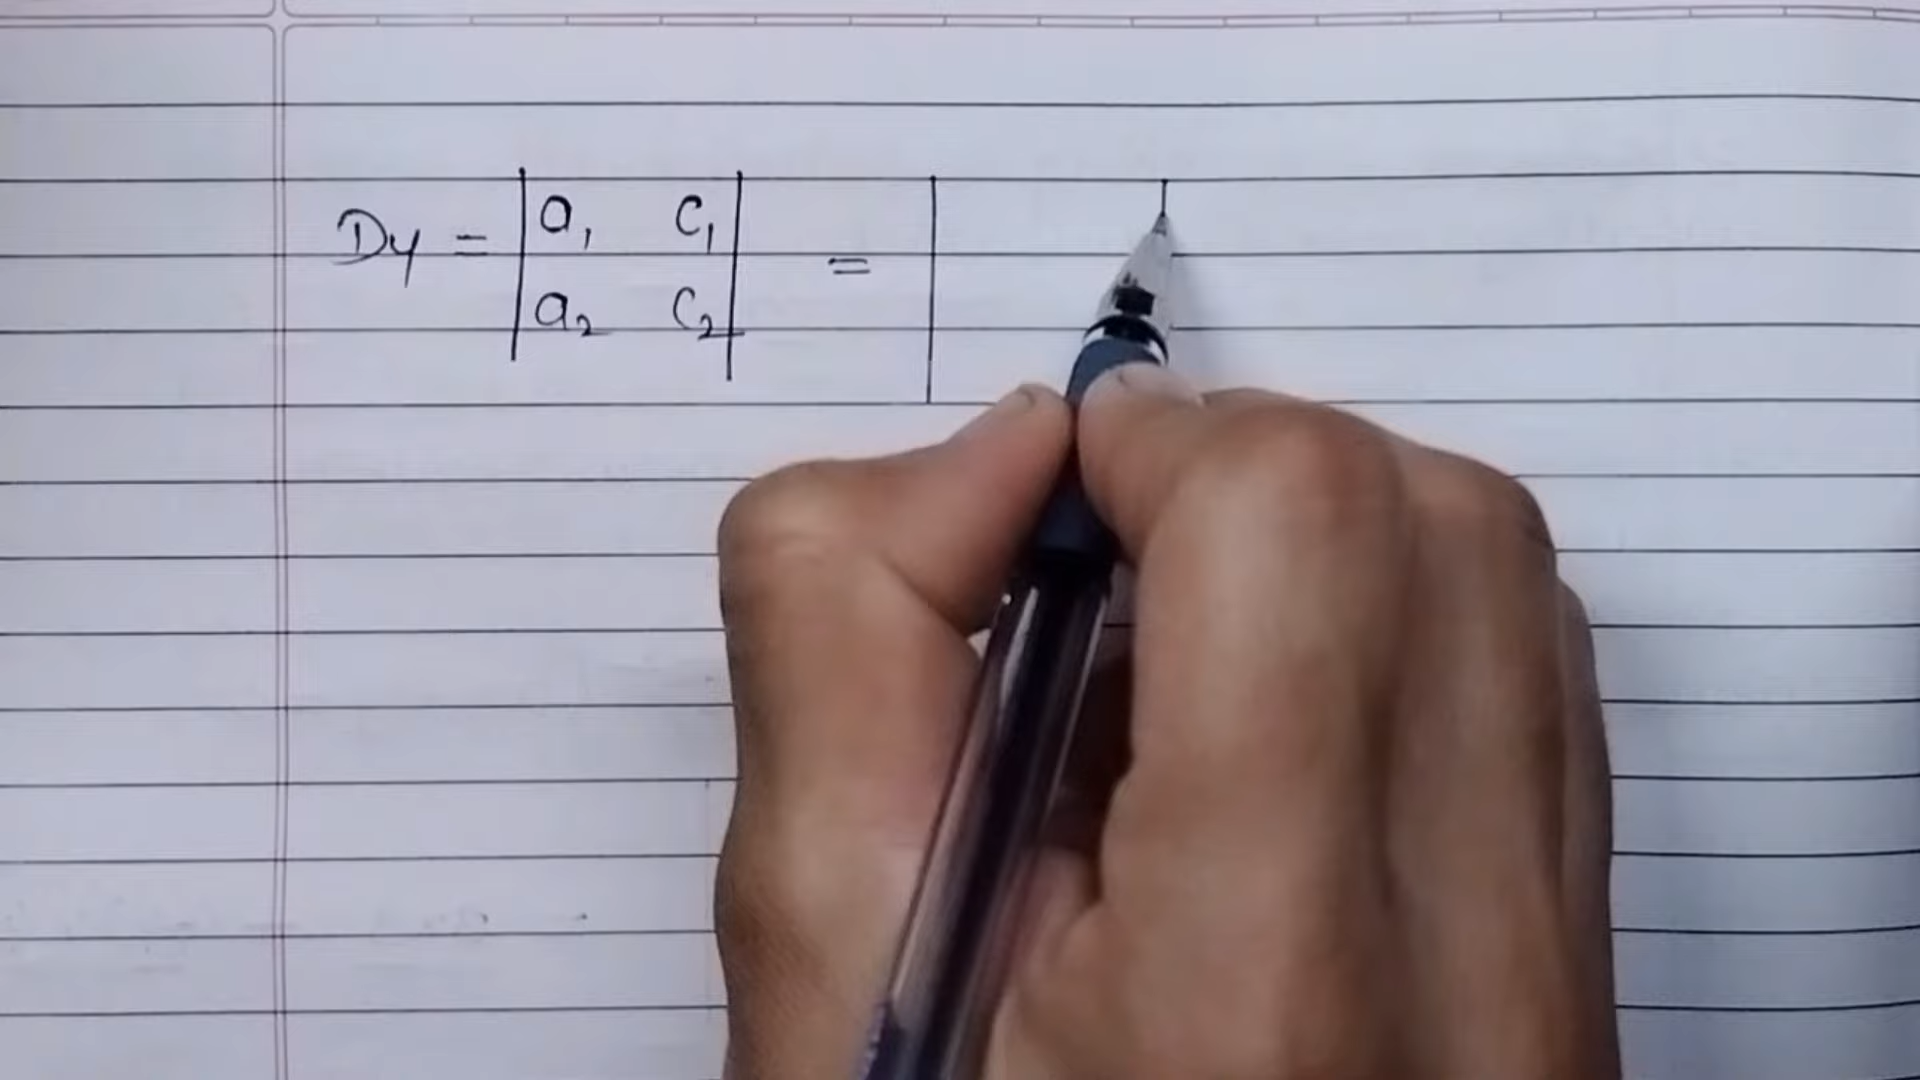 Dy = | a₁ c₁ | = |
| a₂ c₂ |